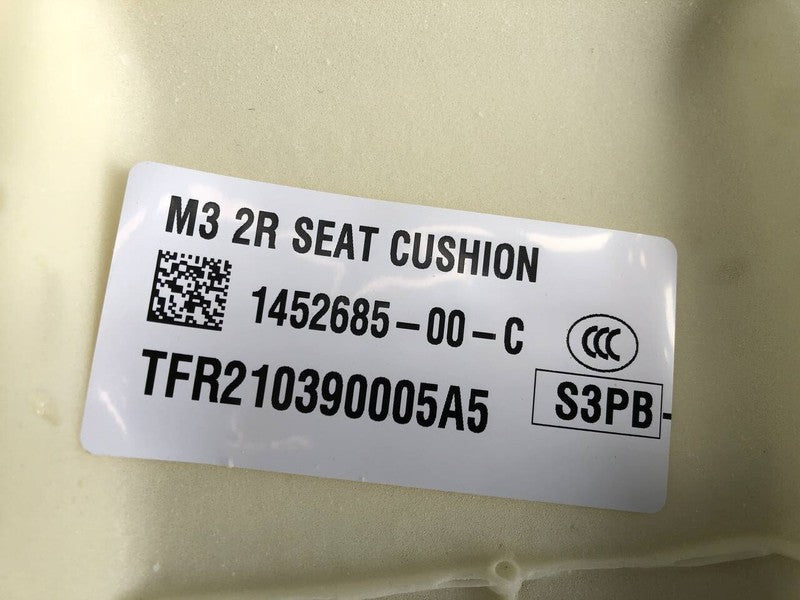 M3 2R SEAT CUSHION
1452685-00-C
CCC
TFR210390005A5
S3PB-